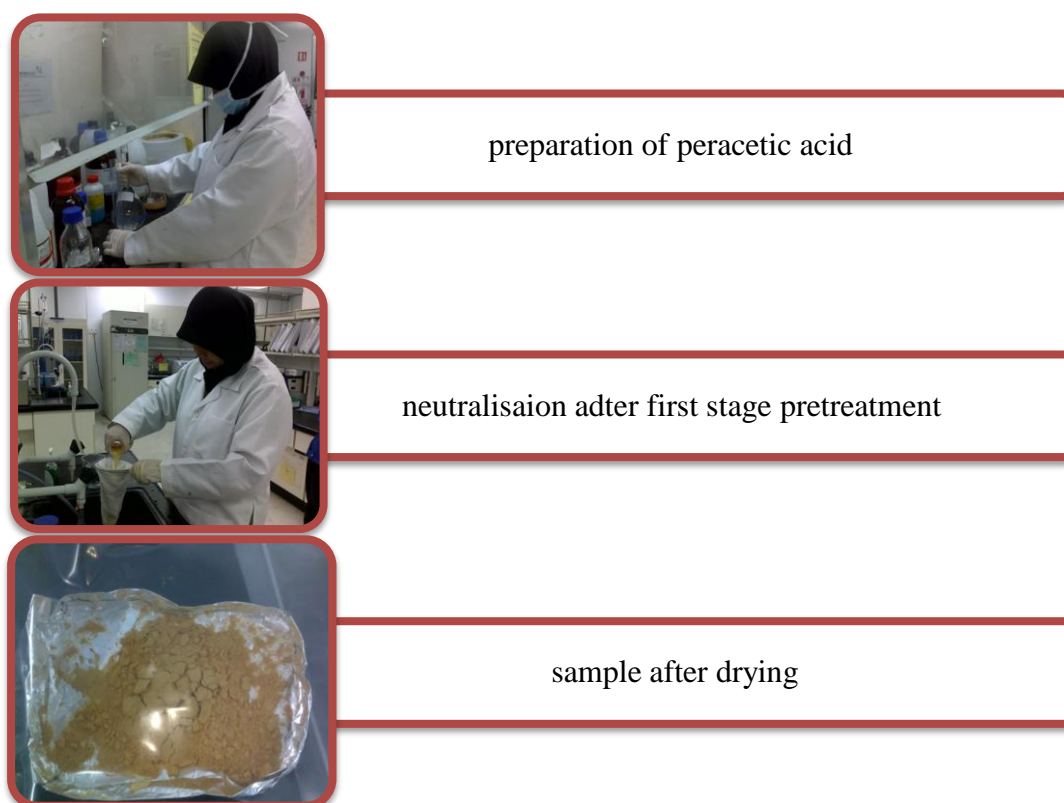 preparation of peracetic acid
neutralisaion adter first stage pretreatment
sample after drying